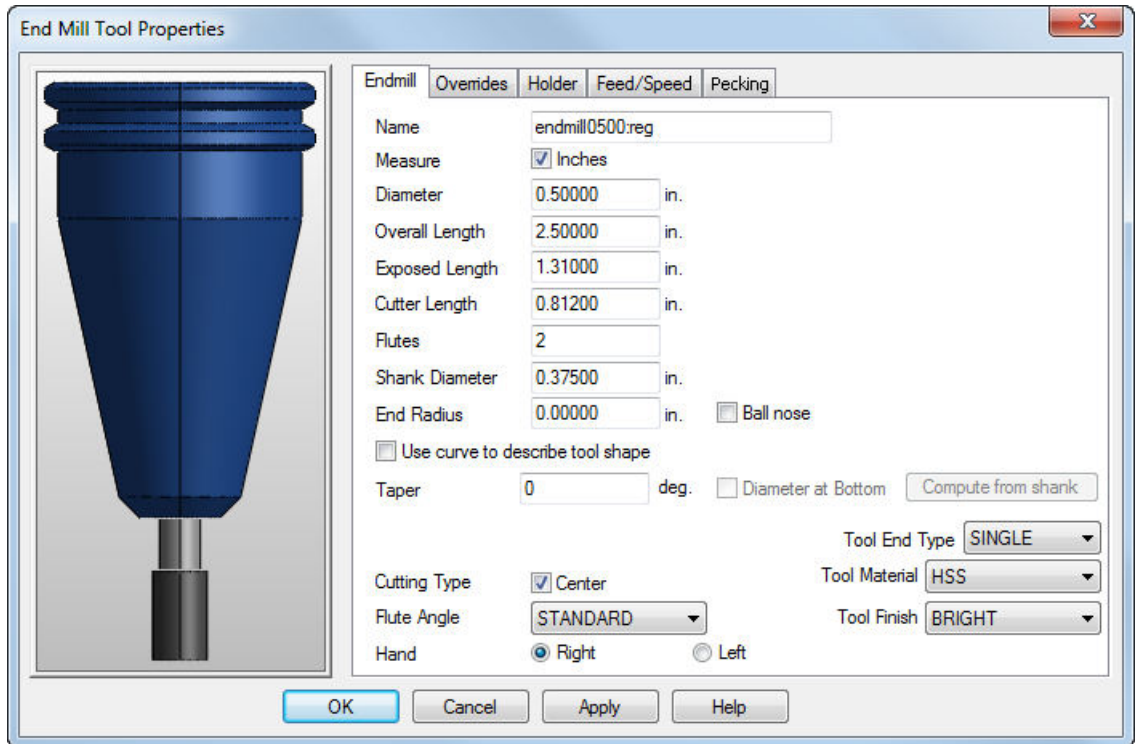 End Mill Tool Properties
Endmill Overrides Holder Feed/Speed Pecking
Name endmill0500:reg
Measure Inches
Diameter 0.50000 in.
Overall Length 2.50000 in.
Exposed Length 1.31000 in.
Cutter Length 0.81200 in.
Flutes 2
Shank Diameter 0.37500 in.
End Radius 0.00000 in. Ball nose
Use curve to describe tool shape
Taper 0 deg. Diameter at Bottom Compute from shank
Tool End Type SINGLE
Cutting Type Center Tool Material HSS
Flute Angle STANDARD Tool Finish BRIGHT
Hand Right Left
OK Cancel Apply Help